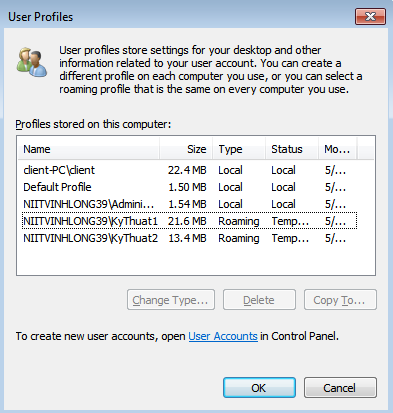 User Profiles
User profiles store settings for your desktop and other
information related to your user account. You can create
a different profile on each computer you use, or you can select
a roaming profile that is the same on every computer you use.
Profiles stored on this computer:
Name Size Type Status Mo...
client-PC\client 22.4 MB Local Local 5/...
Default Profile 1.50 MB Local Local 5/...
NIITVINHLONG39\Admini... 1.54 MB Local Local 5/...
NIITVINHLONG39\KyThuat1 21.6 MB Roaming Temp... 5/...
NIITVINHLONG39\KyThuat2 13.4 MB Roaming Temp... 5/...
Change Type... Delete Copy To...
To create new user accounts, open User Accounts in Control Panel.
OK Cancel